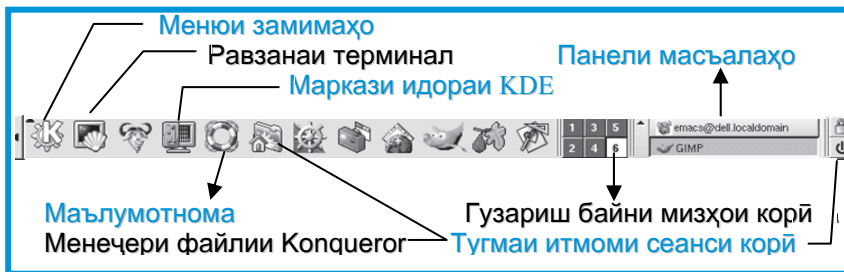 Менюи замимаҳо
Равзанаи терминал
Панели масъалаҳо
Маркази идораи KDE
1 3 5
emacs@dell.localdomain
2 4 6
GIMP
Маълумотнома
Гузариш байни мизҳои корӣ
Менеҷери файлии Konqueror
Тугмаи итмоми сеанси корӣ